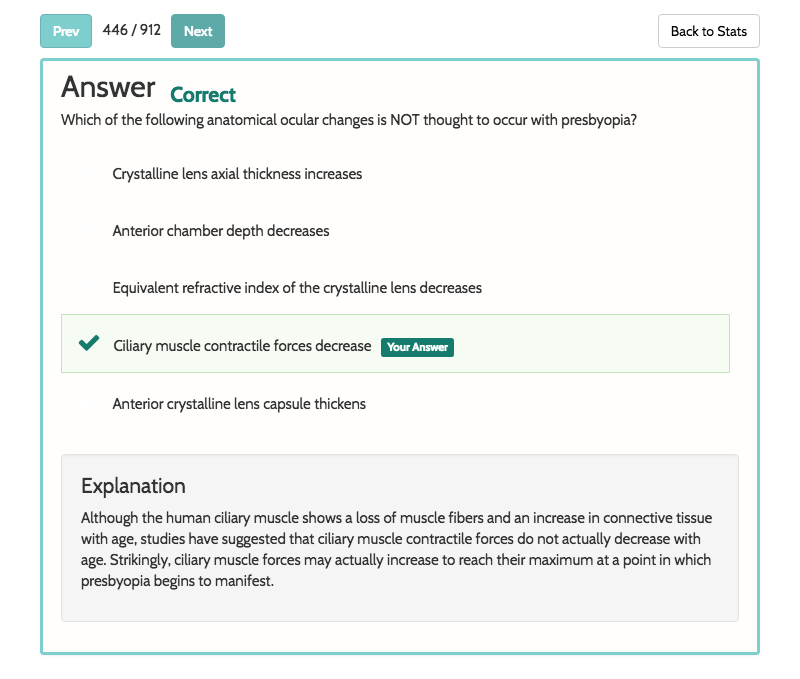 Prev 446 / 912 Next Back to Stats
Answer Correct
Which of the following anatomical ocular changes is NOT thought to occur with presbyopia?
Crystalline lens axial thickness increases
Anterior chamber depth decreases
Equivalent refractive index of the crystalline lens decreases
Ciliary muscle contractile forces decrease Your Answer
Anterior crystalline lens capsule thickens
Explanation
Although the human ciliary muscle shows a loss of muscle fibers and an increase in connective tissue
with age, studies have suggested that ciliary muscle contractile forces do not actually decrease with
age. Strikingly, ciliary muscle forces may actually increase to reach their maximum at a point in which
presbyopia begins to manifest.